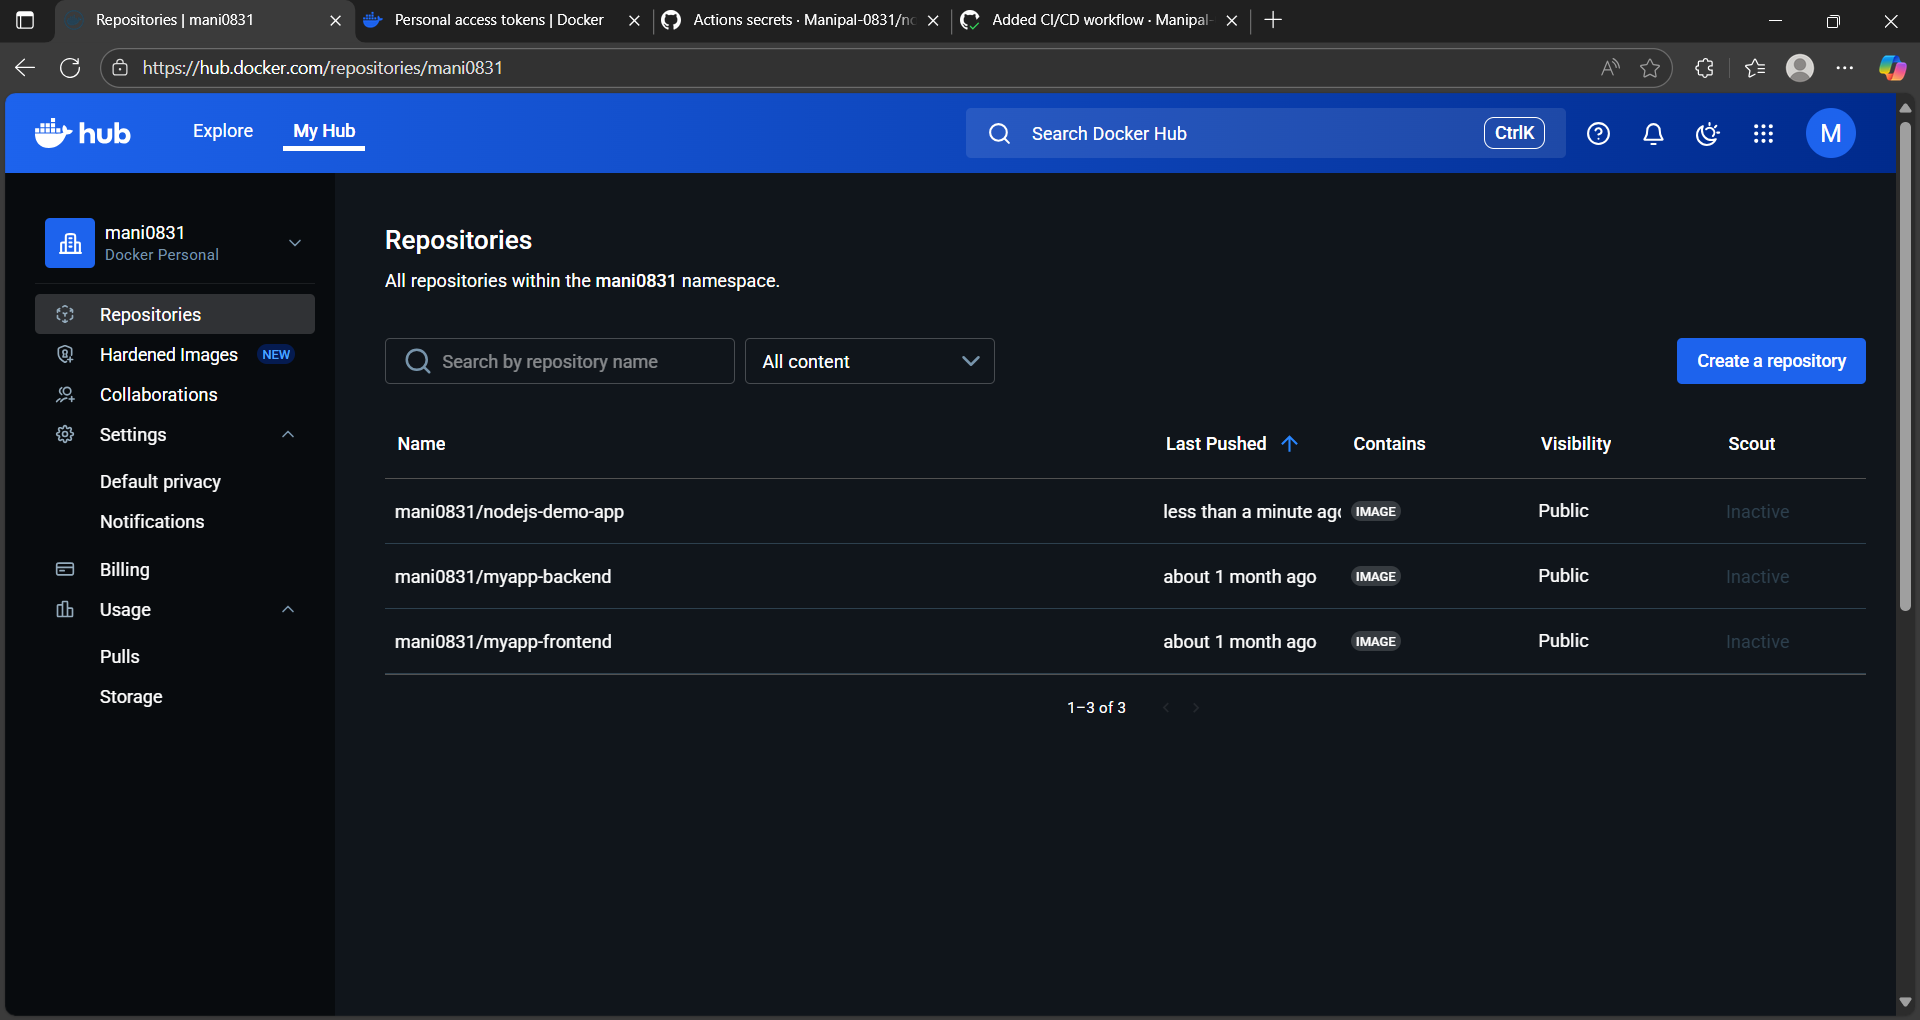 Repositories | mani0831
Personal access tokens | Docker
Actions secrets · Manipal-0831/no
Added CI/CD workflow · Manipal-
https://hub.docker.com/repositories/mani0831
hub
Explore
My Hub
Search Docker Hub
CtrlK
M
mani0831
Docker Personal
Repositories
Hardened Images NEW
Collaborations
Settings
Default privacy
Notifications
Billing
Usage
Pulls
Storage
Repositories
All repositories within the mani0831 namespace.
Search by repository name
All content
Create a repository
Name Last Pushed Contains Visibility Scout
mani0831/nodejs-demo-app less than a minute ago IMAGE Public Inactive
mani0831/myapp-backend about 1 month ago IMAGE Public Inactive
mani0831/myapp-frontend about 1 month ago IMAGE Public Inactive
1–3 of 3